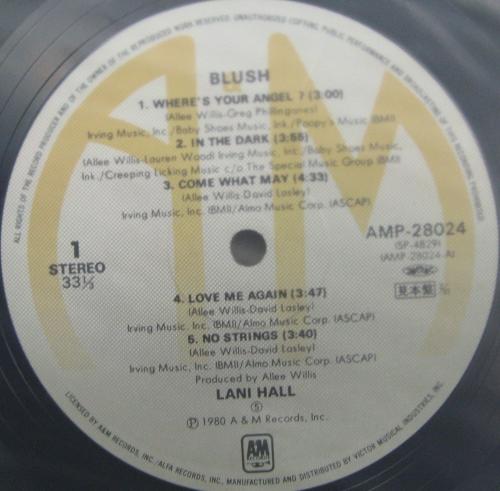 ALL RIGHTS OF THE RECORD PRODUCER AND OF THE OWNER OF THE REPRODUCED WORK RESERVED. UNAUTHORIZED COPYING, PUBLIC PERFORMANCE AND BROADCASTING OF THIS RECORD PROHIBITED
BLUSH
1. WHERE'S YOUR ANGEL ? (3:00)
(Allee Willis-Greg Phillinganes)
Irving Music, Inc./Baby Shoes Music, Ink./Poopy's Music (BMI)
2. IN THE DARK (3:55)
(Allee Willis-Lauren Wood) Irving Music, Inc./Baby Shoes Music,
Ink./Creeping Licking Music c/o The Special Music Group (BMI)
3. COME WHAT MAY (4:33)
(Allee Willis-David Lasley)
Irving Music, Inc. (BMI)/Almo Music Corp. (ASCAP)
AMP-28024
(SP-4829)
(AMP-28024-A)
1
STEREO
33⅓
見本盤
4. LOVE ME AGAIN (3:47)
(Allee Willis-David Lasley)
Irving Music, Inc. (BMI)/Almo Music Corp. (ASCAP)
5. NO STRINGS (3:40)
(Allee Willis-David Lasley)
Irving Music, Inc. (BMI)/Almo Music Corp. (ASCAP)
Produced by Allee Willis
LANI HALL
⑤
Ⓟ 1980 A & M Records, Inc.
A&M
LICENSED BY A&M RECORDS, INC./ALFA RECORDS, INC., MANUFACTURED AND DISTRIBUTED BY VICTOR MUSICAL INDUSTRIES, INC.